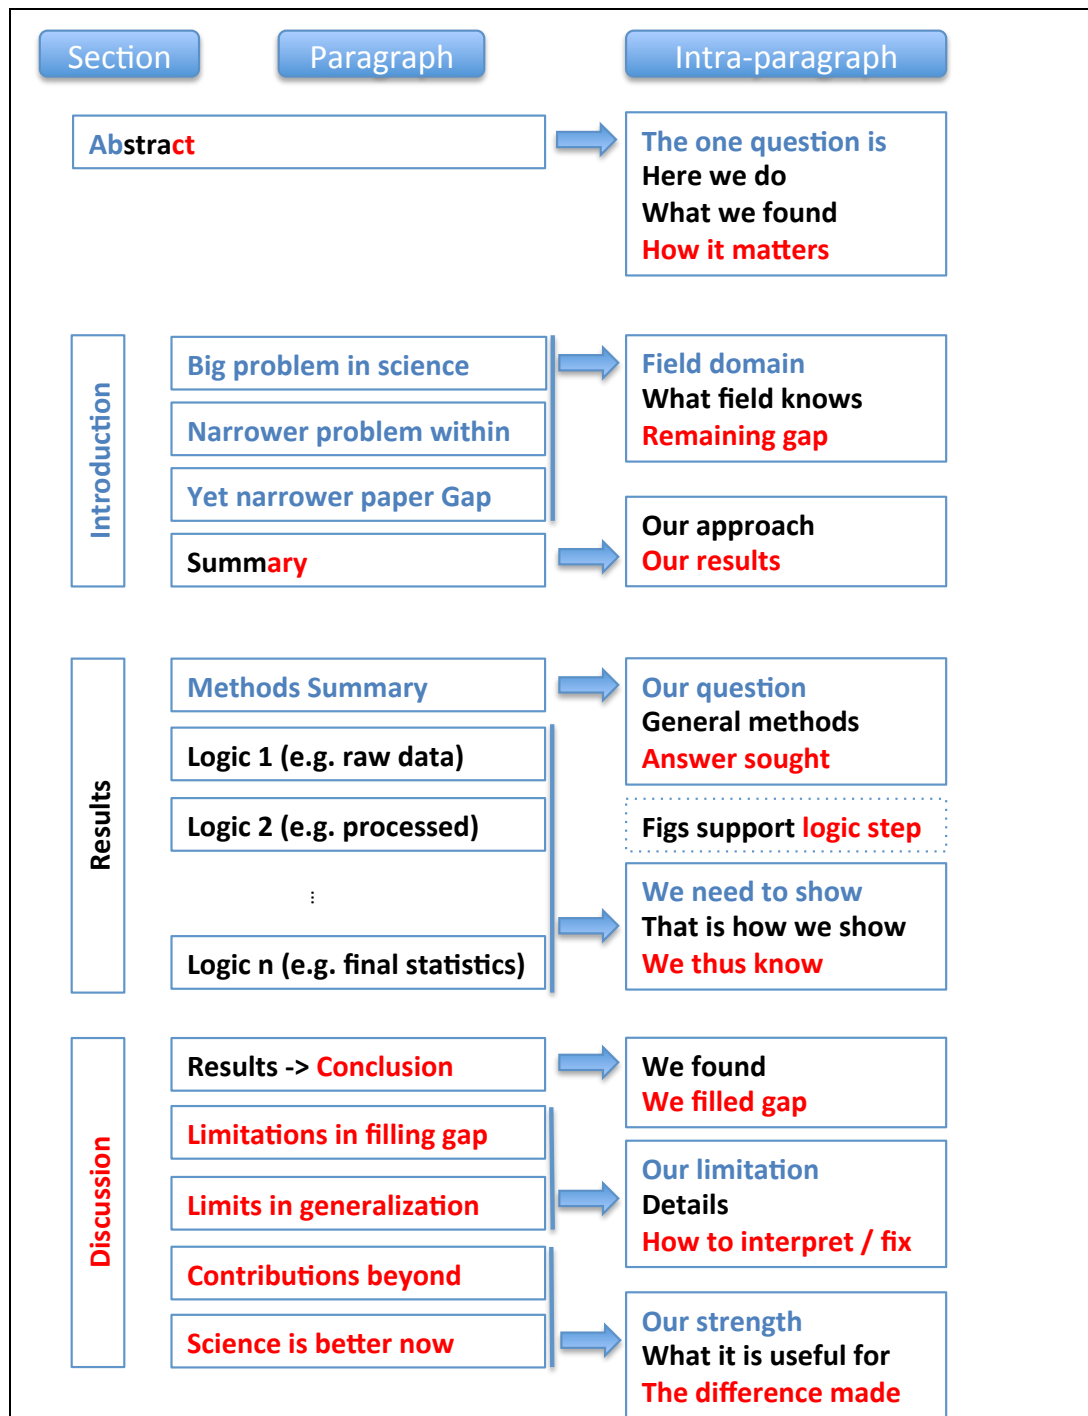 Section
Paragraph
Intra-paragraph
Abstract
The one question is
Here we do
What we found
How it matters
Introduction
Big problem in science
Narrower problem within
Yet narrower paper Gap
Summary
Field domain
What field knows
Remaining gap
Our approach
Our results
Results
Methods Summary
Logic 1 (e.g. raw data)
Logic 2 (e.g. processed)
...
Logic n (e.g. final statistics)
Our question
General methods
Answer sought
Figs support logic step
We need to show
That is how we show
We thus know
Discussion
Results -> Conclusion
Limitations in filling gap
Limits in generalization
Contributions beyond
Science is better now
We found
We filled gap
Our limitation
Details
How to interpret / fix
Our strength
What it is useful for
The difference made